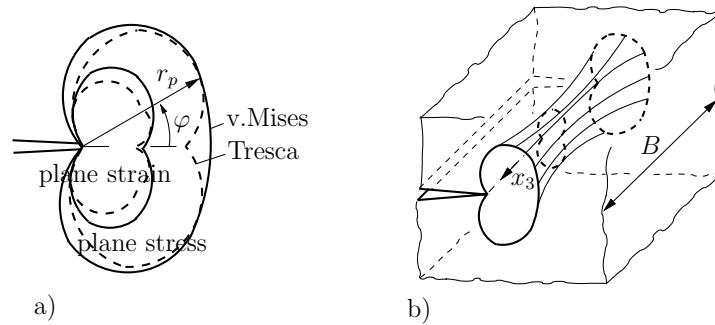 r_p
φ
v.Mises
Tresca
plane strain
plane stress
a)
B
x_3
b)